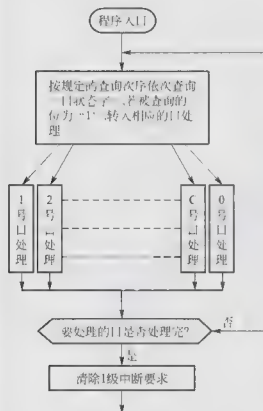 程序入口
按规定的查询次序依次查询
口状态字,若被查询的
位为“1”,转入相应的口处
理
1号口处理
2号口处理
C号口处理
0号口处理
要处理的口是否处理完?
否
是
清除1级中断要求